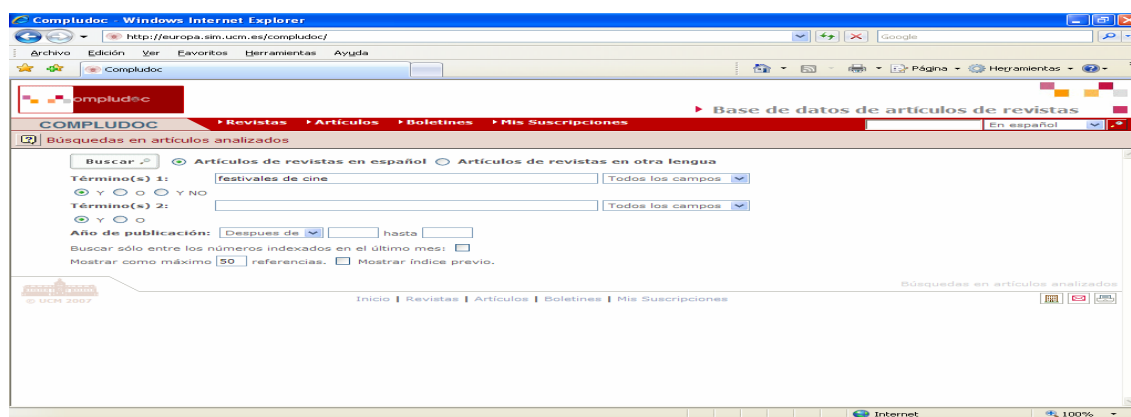 Compludoc - Windows Internet Explorer
http://europa.sim.ucm.es/compludoc/ Google
Archivo Edición Ver Favoritos Herramientas Ayuda
Compludoc Página Herramientas
ompludoc
Base de datos de artículos de revistas
COMPLUDOC Revistas Artículos Boletines Mis Suscripciones En español
Búsquedas en artículos analizados
Buscar Artículos de revistas en español Artículos de revistas en otra lengua
Término(s) 1: festivales de cine Todos los campos
Y O Y NO
Término(s) 2: Todos los campos
Y O
Año de publicación: Despues de hasta
Buscar sólo entre los números indexados en el último mes:
Mostrar como máximo 50 referencias. Mostrar índice previo.
Búsquedas en artículos analizados
© UCM 2007 Inicio | Revistas | Artículos | Boletines | Mis Suscripciones
Internet 100%